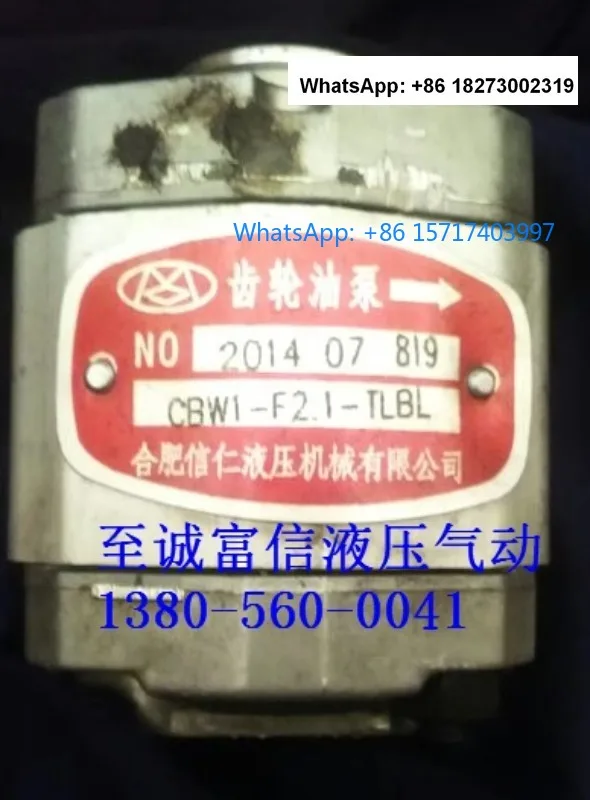 WhatsApp: +86 18273002319
WhatsApp: +86 15717403997
齿轮油泵
NO 2014 07 819
CBW1-F2.1-TLBL
合肥信仁液压机械有限公司
至诚富信液压气动
1380-560-0041